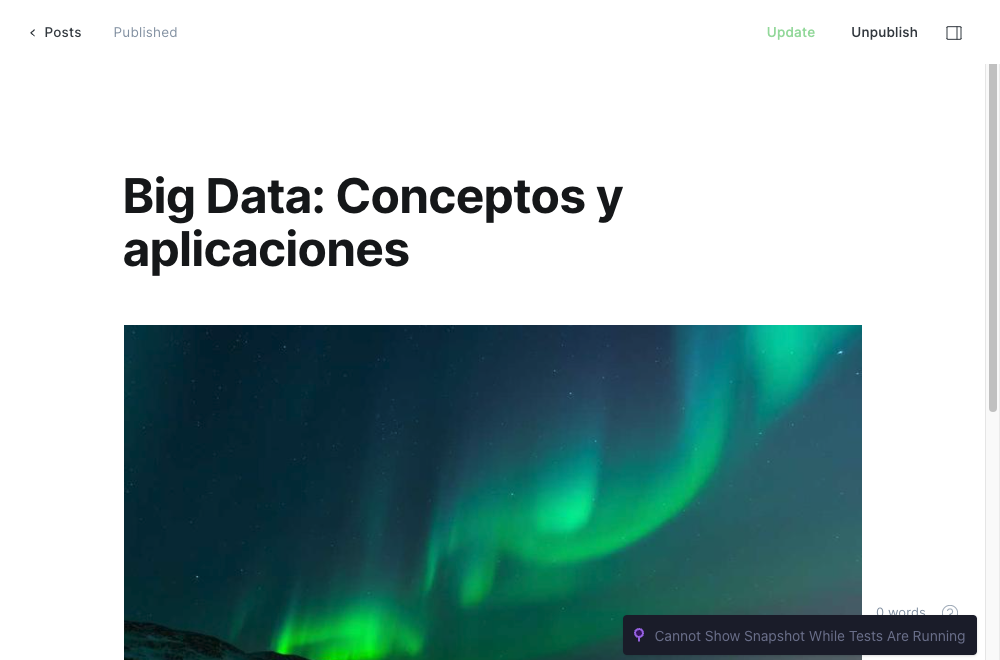 Posts
Published
Update
Unpublish
Big Data: Conceptos y
aplicaciones
0 words
Cannot Show Snapshot While Tests Are Running